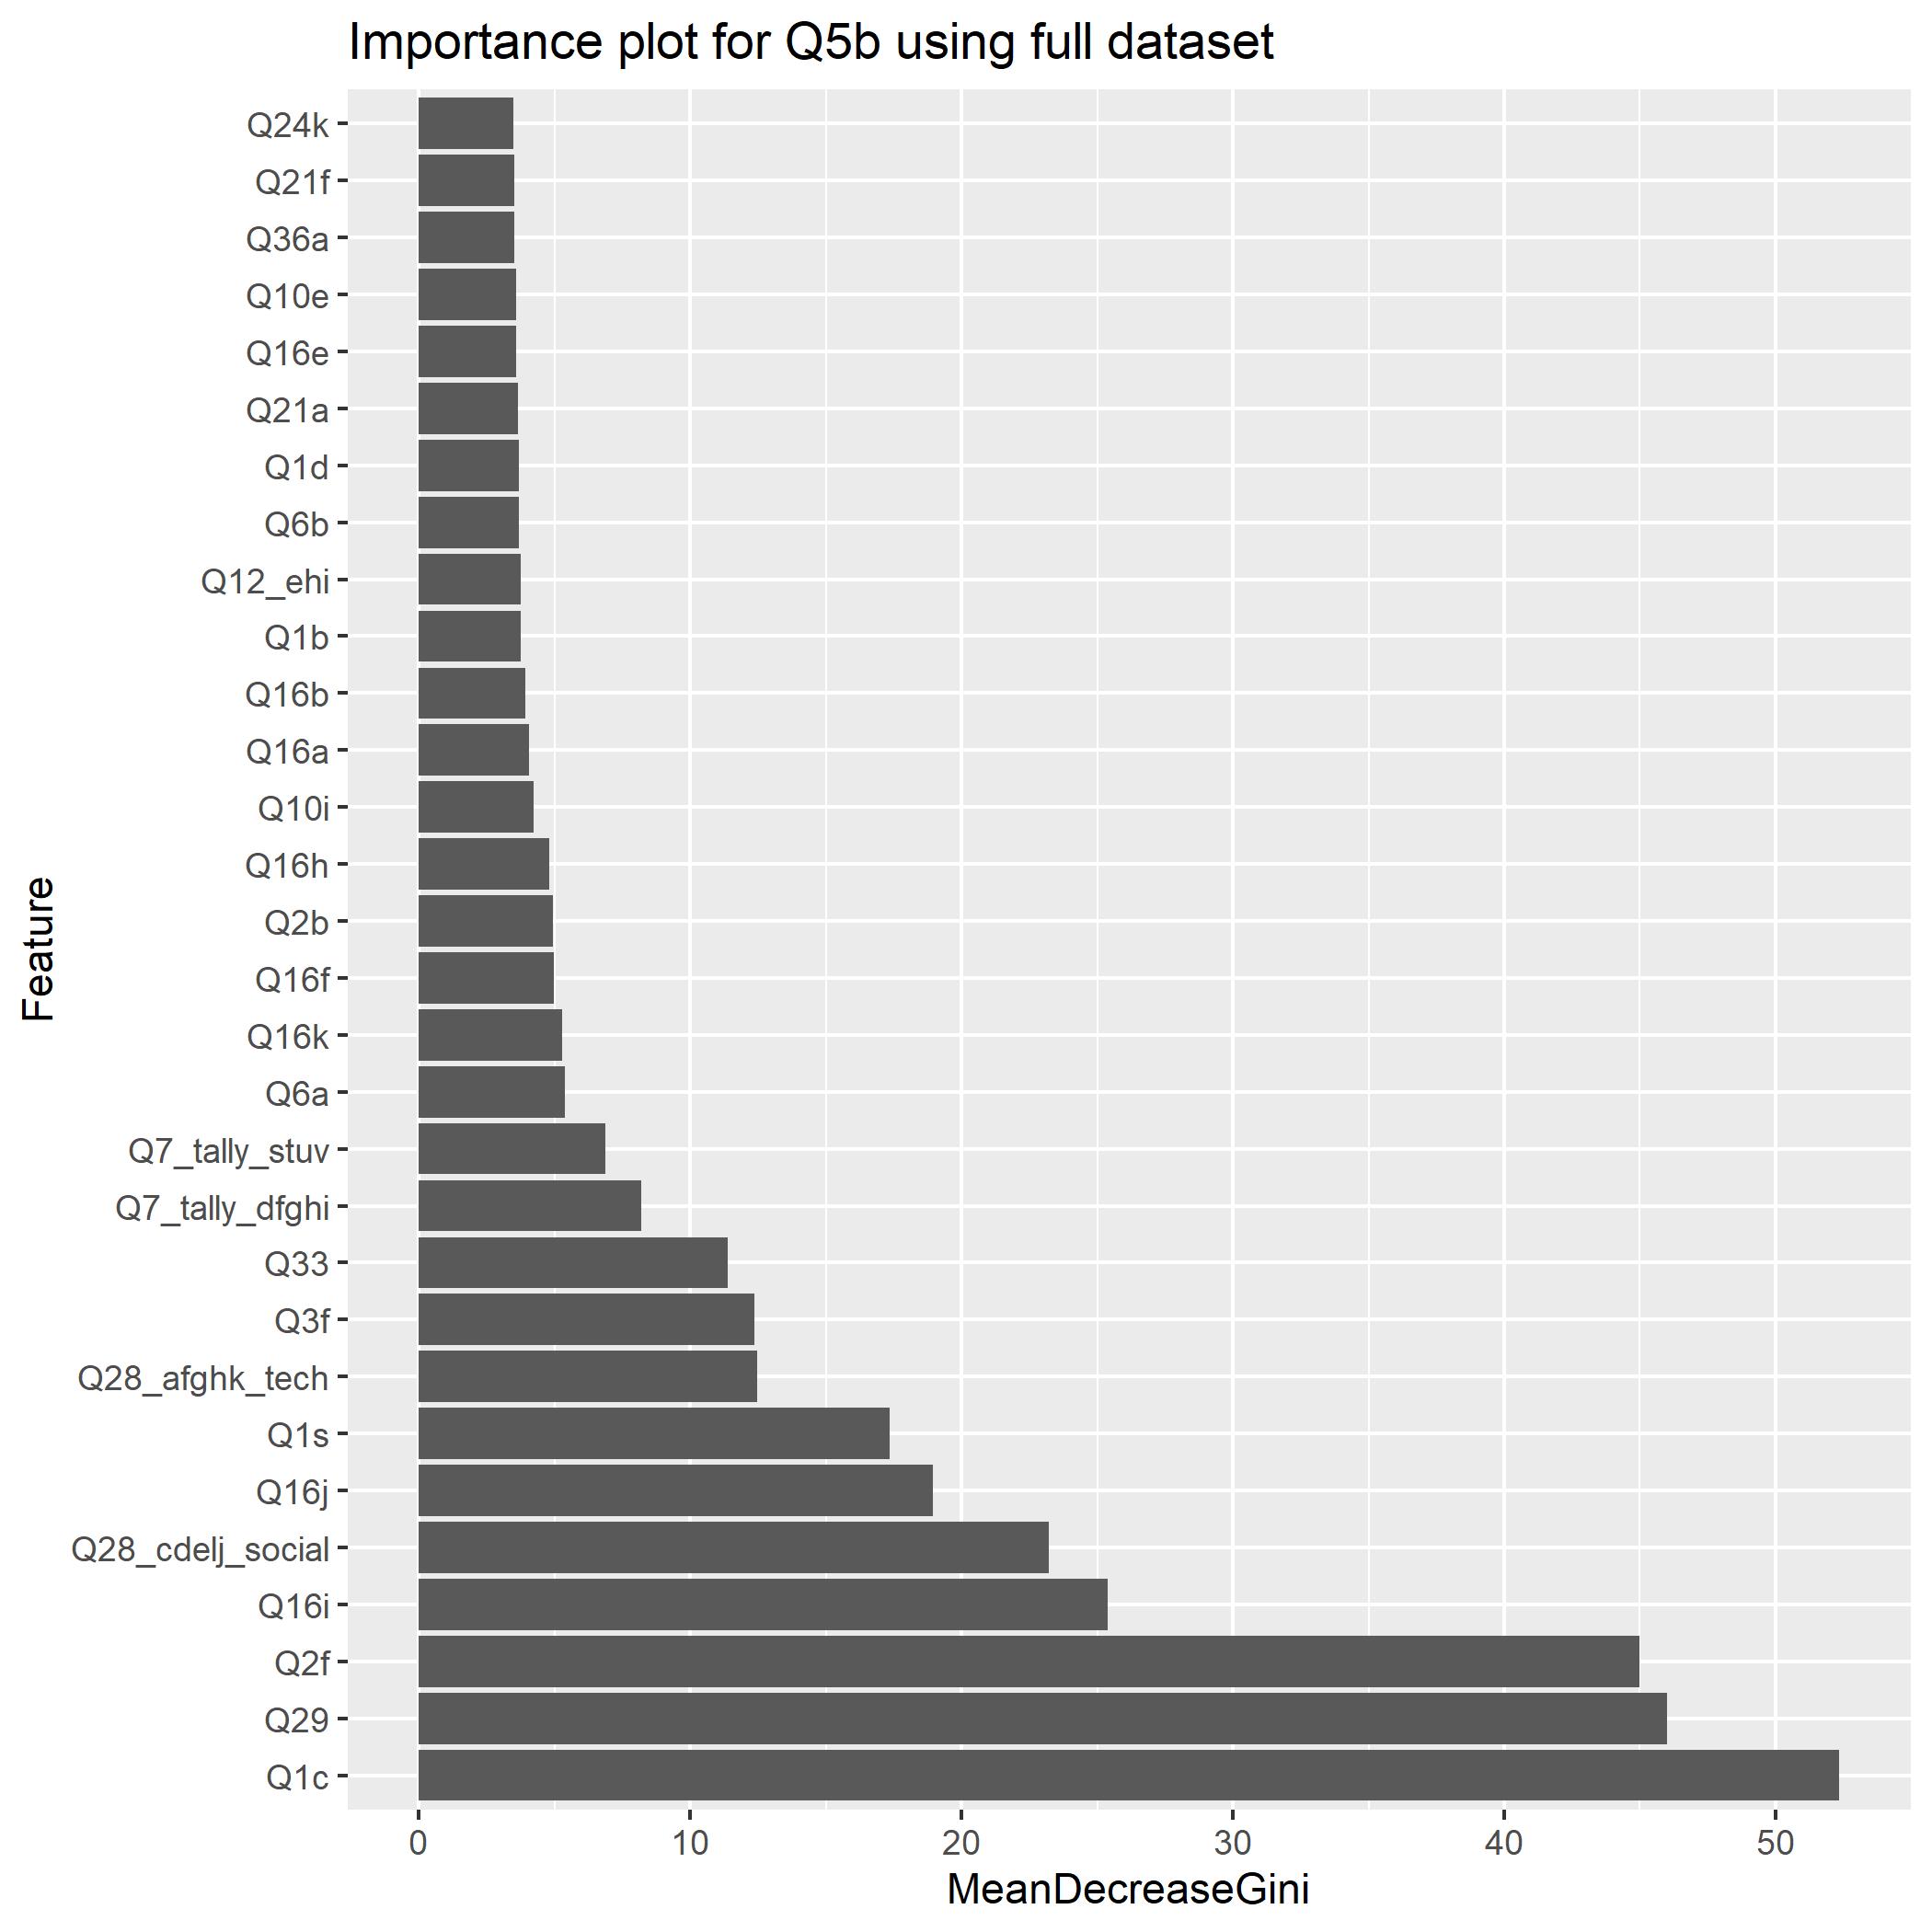 Importance plot for Q5b using full dataset
Q24k
Q21f
Q36a
Q10e
Q16e
Q21a
Q1d
Q6b
Q12_ehi
Q1b
Q16b
Q16a
Q10i
Q16h
Q2b
Q16f
Q16k
Q6a
Q7_tally_stuv
Q7_tally_dfghi
Q33
Q3f
Q28_afghk_tech
Q1s
Q16j
Q28_cdelj_social
Q16i
Q2f
Q29
Q1c
Feature
0 10 20 30 40 50
MeanDecreaseGini